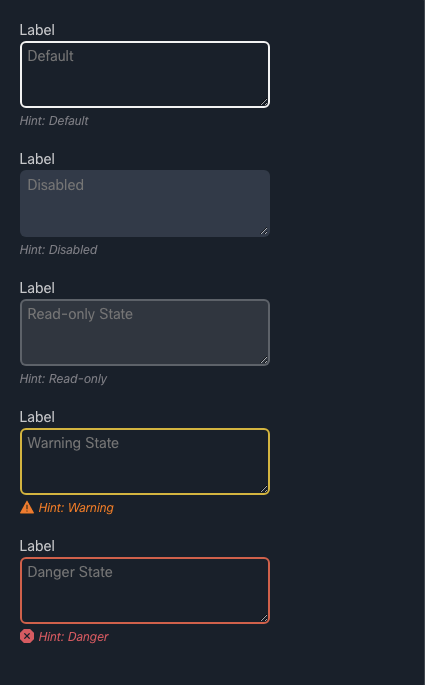 Label
Default
Hint: Default
Label
Disabled
Hint: Disabled
Label
Read-only State
Hint: Read-only
Label
Warning State
Hint: Warning
Label
Danger State
Hint: Danger